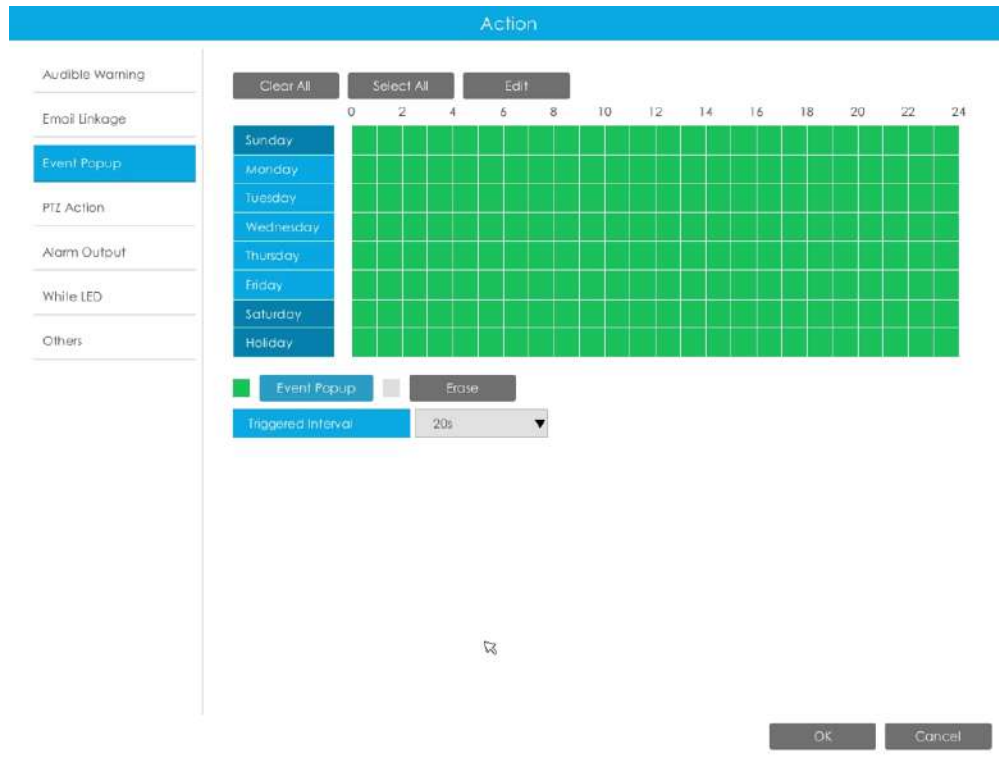 Action
Audible Warning
Email Linkage
Event Popup
PTZ Action
Alarm Output
While LED
Others
Clear All Select All Edit
0 2 4 6 8 10 12 14 16 18 20 22 24
Sunday
Monday
Tuesday
Wednesday
Thursday
Friday
Saturday
Holiday
Event Popup Erase
Triggered Interval 20s
OK Cancel